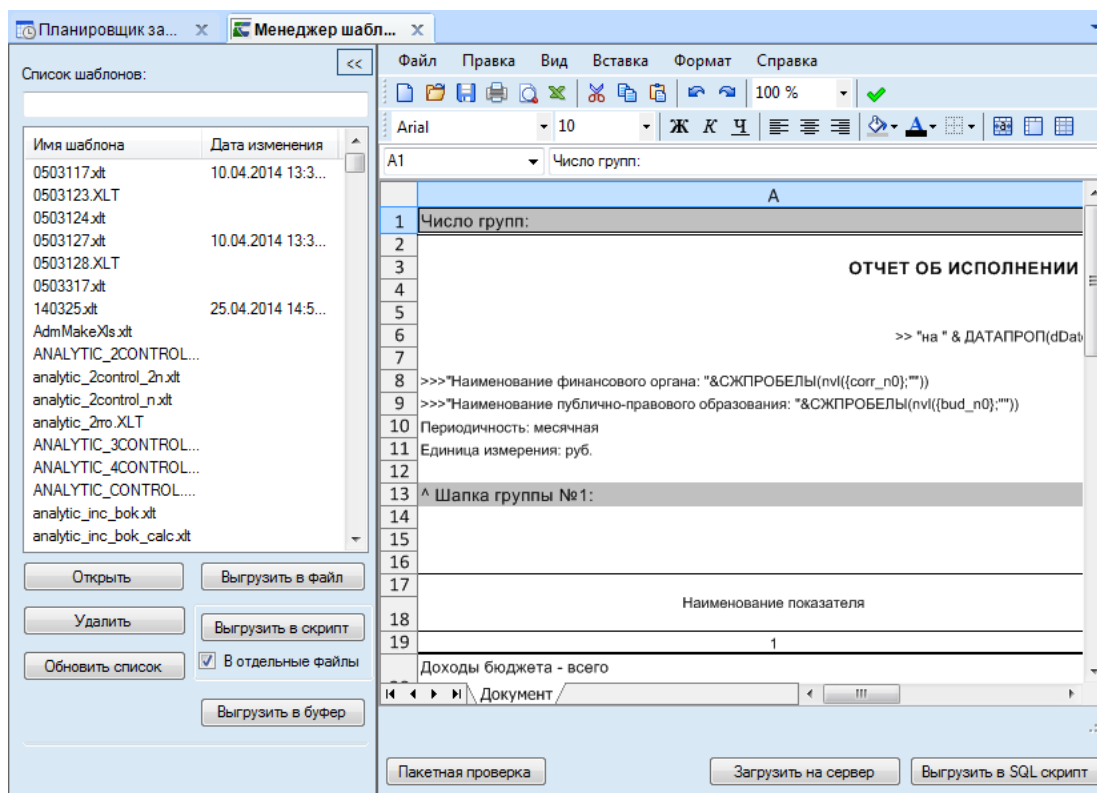 Планировщик за... Менеджер шабл...
Список шаблонов:
<<
Имя шаблона Дата изменения
0503117.xlt 10.04.2014 13:3...
0503123.XLT
0503124.xlt
0503127.xlt 10.04.2014 13:3...
0503128.XLT
0503317.xlt
140325.xlt 25.04.2014 14:5...
AdmMakeXls.xlt
ANALYTIC_2CONTROL...
analytic_2control_2n.xlt
analytic_2control_n.xlt
analytic_2rro.XLT
ANALYTIC_3CONTROL...
ANALYTIC_4CONTROL...
ANALYTIC_CONTROL....
analytic_inc_bok.xlt
analytic_inc_bok_calc.xlt
Открыть Выгрузить в файл
Удалить Выгрузить в скрипт
Обновить список В отдельные файлы
Выгрузить в буфер
Файл Правка Вид Вставка Формат Справка
100 %
Arial 10 Ж К Ч A a
A1 Число групп:
A
1 Число групп:
2
3 ОТЧЕТ ОБ ИСПОЛНЕНИИ
4
5
6 >> "на " & ДАТАПРОП(dDat
7
8 >>>"Наименование финансового органа: "&СЖПРОБЕЛЫ(nvl({corr_n0};""))
9 >>>"Наименование публично-правового образования: "&СЖПРОБЕЛЫ(nvl({bud_n0};""))
10 Периодичность: месячная
11 Единица измерения: руб.
12
13 ^ Шапка группы №1:
14
15
16
17
18 Наименование показателя
19 1
Доходы бюджета - всего
Документ
Пакетная проверка Загрузить на сервер Выгрузить в SQL скрипт